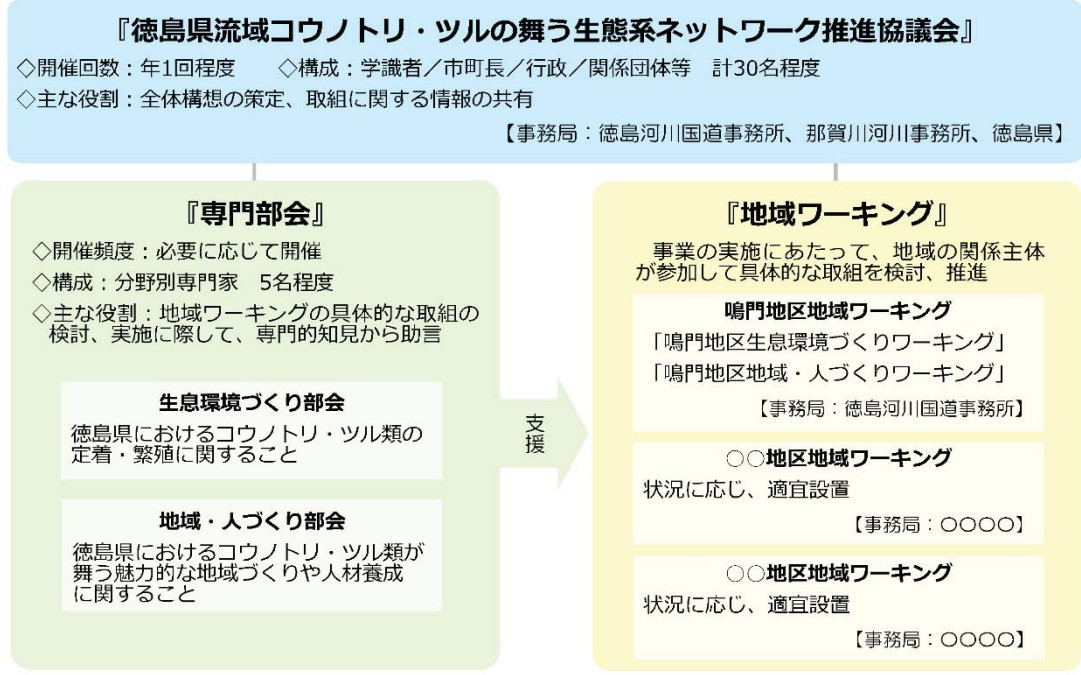 『徳島県流域コウノトリ・ツルの舞う生態系ネットワーク推進協議会』
◇開催回数：年1回程度　　◇構成：学識者／市町長／行政／関係団体等　計30名程度
◇主な役割：全体構想の策定、取組に関する情報の共有
【事務局：徳島河川国道事務所、那賀川河川事務所、徳島県】
『専門部会』
◇開催頻度：必要に応じて開催
◇構成：分野別専門家　5名程度
◇主な役割：地域ワーキングの具体的な取組の
検討、実施に際して、専門的知見から助言
生息環境づくり部会
徳島県におけるコウノトリ・ツル類の
定着・繁殖に関すること
地域・人づくり部会
徳島県におけるコウノトリ・ツル類が
舞う魅力的な地域づくりや人材養成
に関すること
支援
『地域ワーキング』
事業の実施にあたって、地域の関係主体
が参加して具体的な取組を検討、推進
鳴門地区地域ワーキング
「鳴門地区生息環境づくりワーキング」
「鳴門地区地域・人づくりワーキング」
【事務局：徳島河川国道事務所】
○○地区地域ワーキング
状況に応じ、適宜設置
【事務局：○○○○】
○○地区地域ワーキング
状況に応じ、適宜設置
【事務局：○○○○】